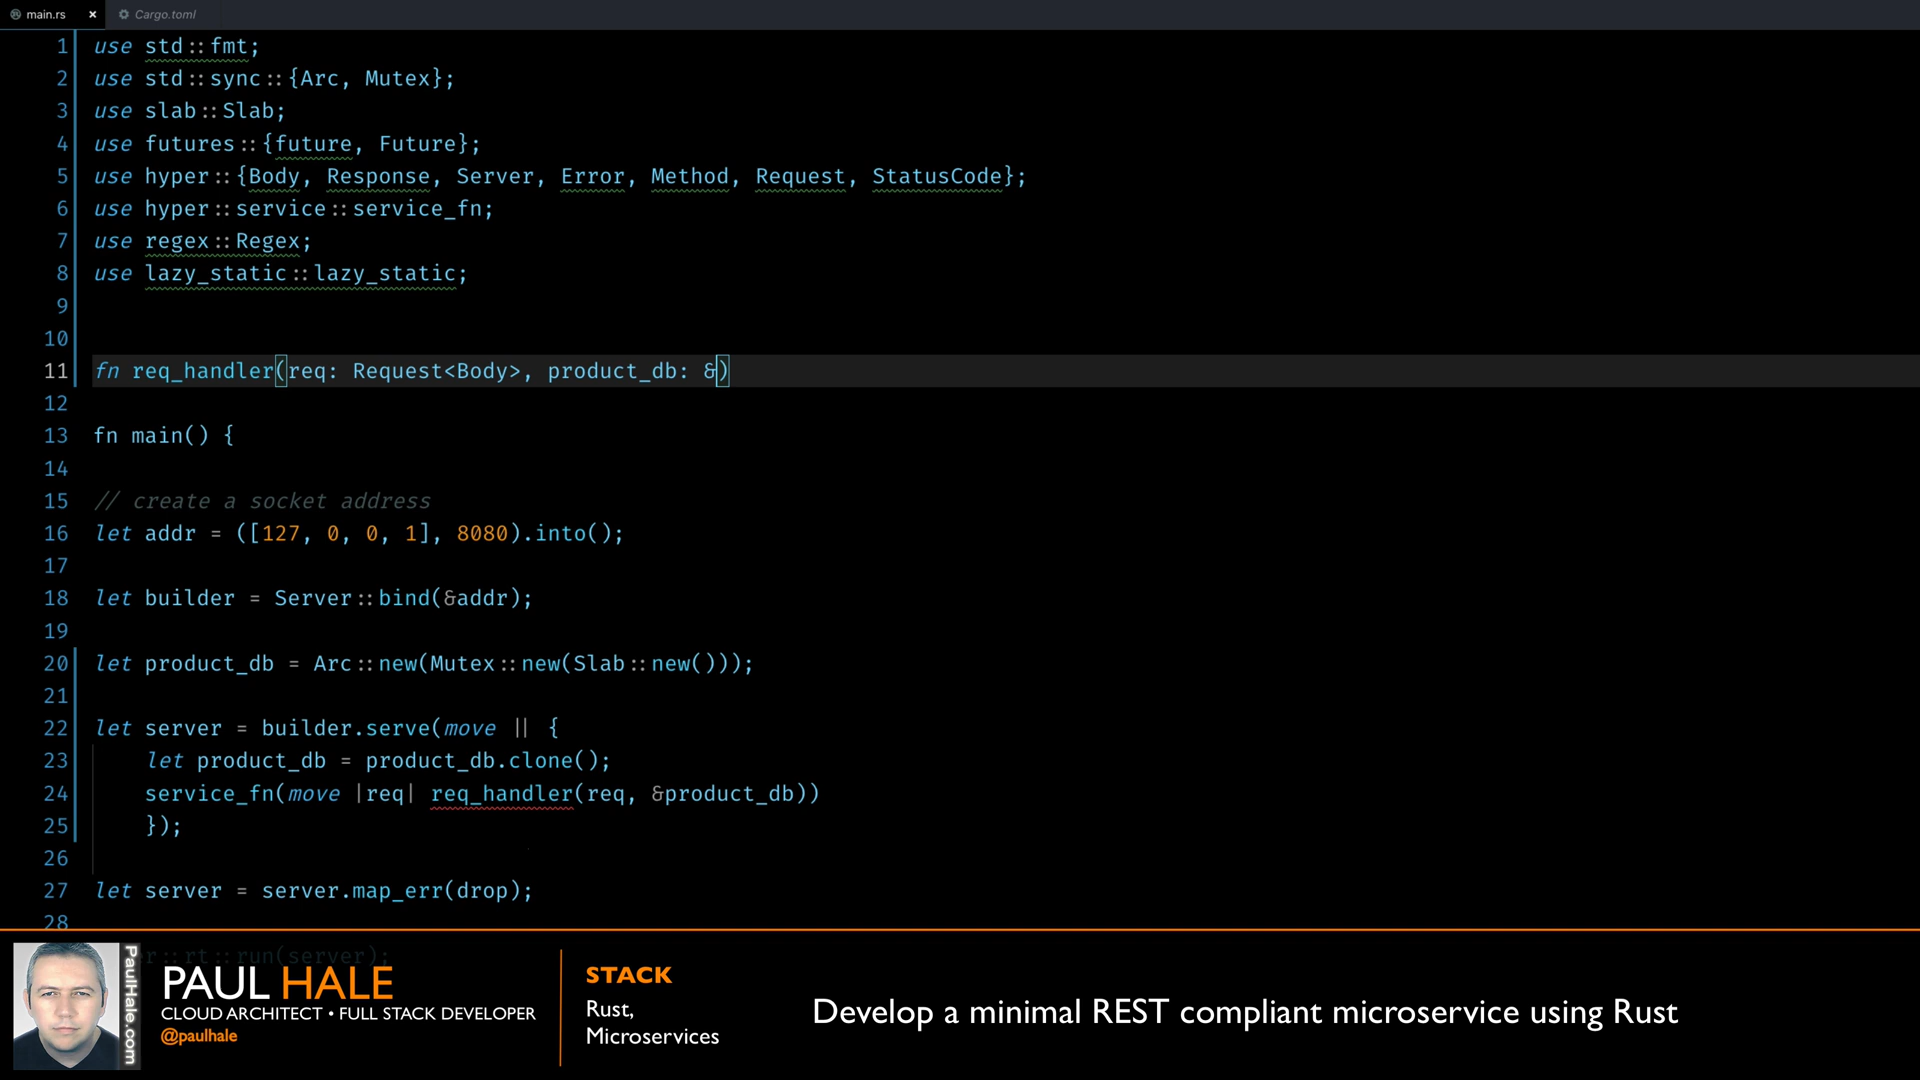 main.rs × Cargo.toml
1 use std::fmt;
2 use std::sync::{Arc, Mutex};
3 use slab::Slab;
4 use futures::{future, Future};
5 use hyper::{Body, Response, Server, Error, Method, Request, StatusCode};
6 use hyper::service::service_fn;
7 use regex::Regex;
8 use lazy_static::lazy_static;
9
10
11 fn req_handler(req: Request<Body>, product_db: &)
12
13 fn main() {
14
15 // create a socket address
16 let addr = ([127, 0, 0, 1], 8080).into();
17
18 let builder = Server::bind(&addr);
19
20 let product_db = Arc::new(Mutex::new(Slab::new()));
21
22 let server = builder.serve(move || {
23 let product_db = product_db.clone();
24 service_fn(move |req| req_handler(req, &product_db))
25 });
26
27 let server = server.map_err(drop);
28
r::rt::run(server);
PaulHale.com
PAUL HALE
CLOUD ARCHITECT • FULL STACK DEVELOPER
@paulhale
STACK
Rust,
Microservices
Develop a minimal REST compliant microservice using Rust